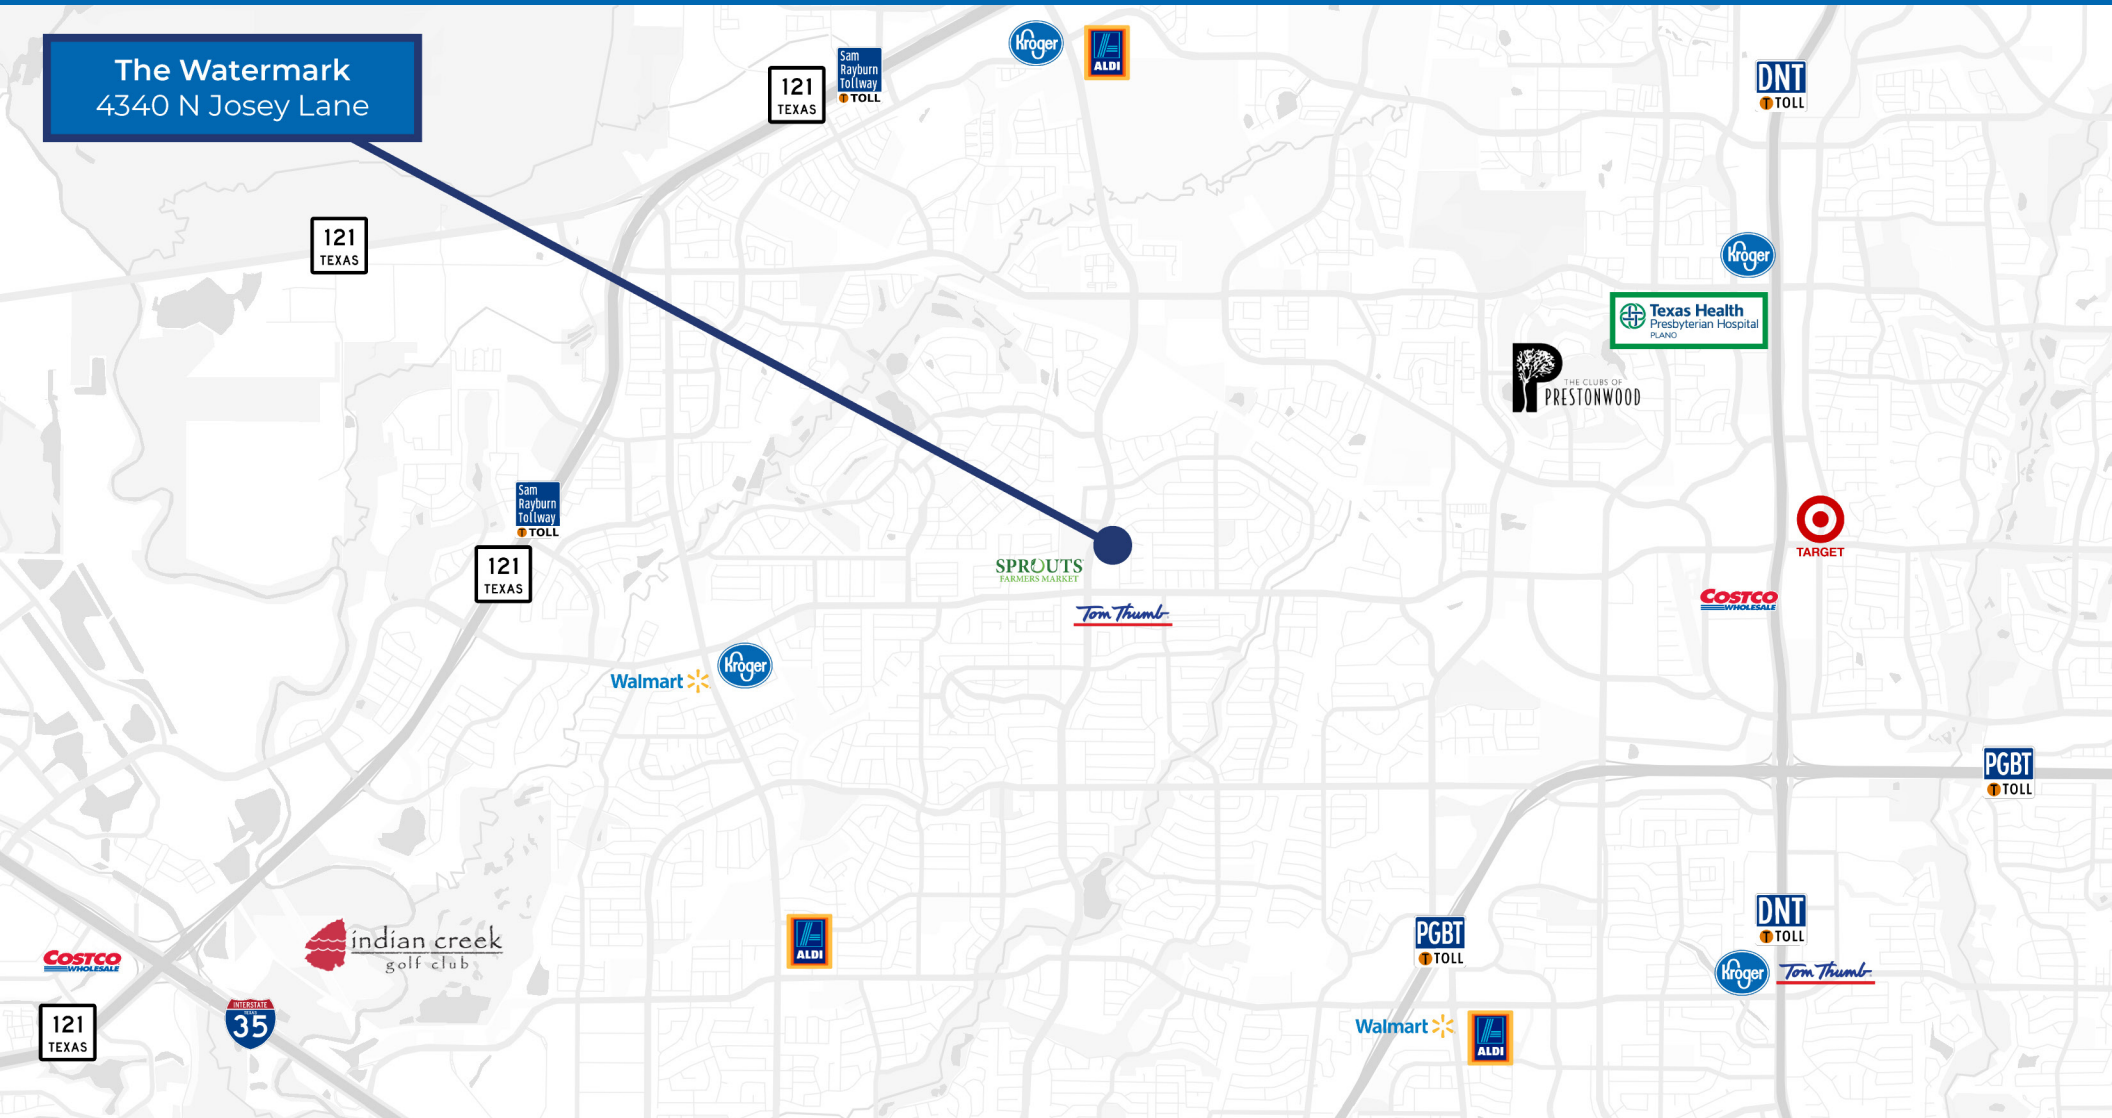 The Watermark
4340 N Josey Lane
Sam
Rayburn
Tollway
T TOLL
121
TEXAS
Kroger
ALDI
DNT
T TOLL
121
TEXAS
Kroger
Texas Health
Presbyterian Hospital
PLANO
THE CLUBS OF
PRESTONWOOD
Sam
Rayburn
Tollway
T TOLL
121
TEXAS
TARGET
SPROUTS
FARMERS MARKET
Tom Thumb
COSTCO
WHOLESALE
Walmart
Kroger
PGBT
T TOLL
ALDI
indian creek
golf club
COSTCO
WHOLESALE
PGBT
T TOLL
DNT
T TOLL
Kroger
Tom Thumb
121
TEXAS
INTERSTATE
TEXAS
35
Walmart
ALDI